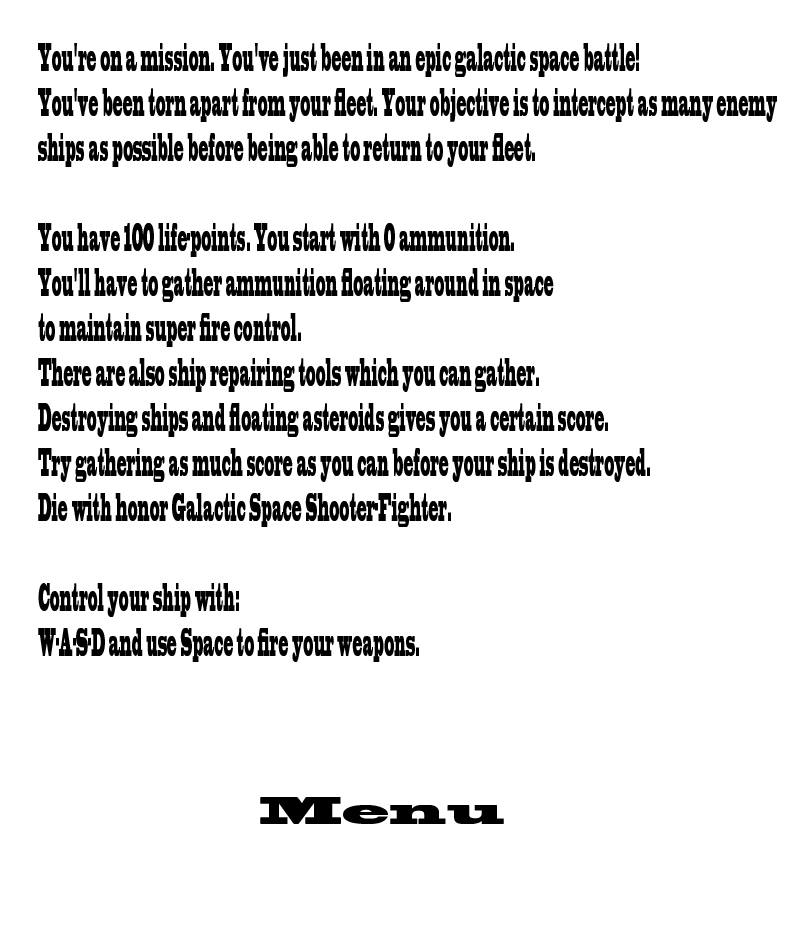 You're on a mission. You've just been in an epic galactic space battle!
You've been torn apart from your fleet. Your objective is to intercept as many enemy
ships as possible before being able to return to your fleet.
You have 100 life-points. You start with 0 ammunition.
You'll have to gather ammunition floating around in space
to maintain super fire control.
There are also ship repairing tools which you can gather.
Destroying ships and floating asteroids gives you a certain score.
Try gathering as much score as you can before your ship is destroyed.
Die with honor Galactic Space Shooter-Fighter.
Control your ship with:
W-A-S-D and use Space to fire your weapons.
Menu